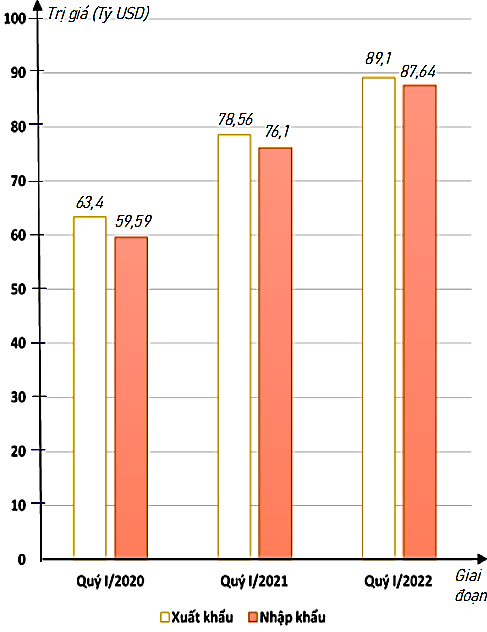 Trị giá (Tỷ USD)
100
90
80
70
60
50
40
30
20
10
0
63,4
59,59
78,56
76,1
89,1
87,64
Quý I/2020
Quý I/2021
Quý I/2022
Giai
đoạn
Xuất khẩu
Nhập khẩu